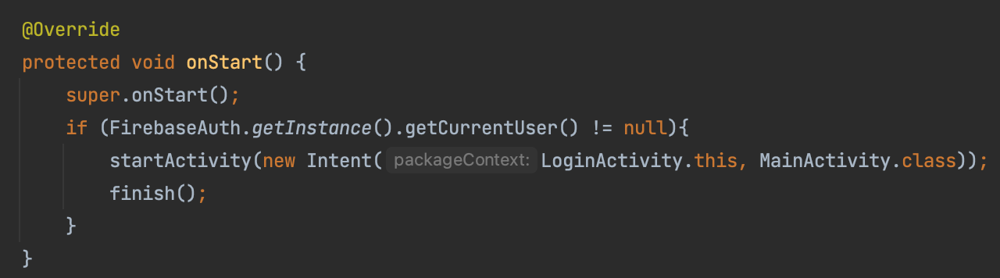 @Override
protected void onStart() {
super.onStart();
if (FirebaseAuth.getInstance().getCurrentUser() != null){
startActivity(new Intent( packageContext: LoginActivity.this, MainActivity.class));
finish();
}
}